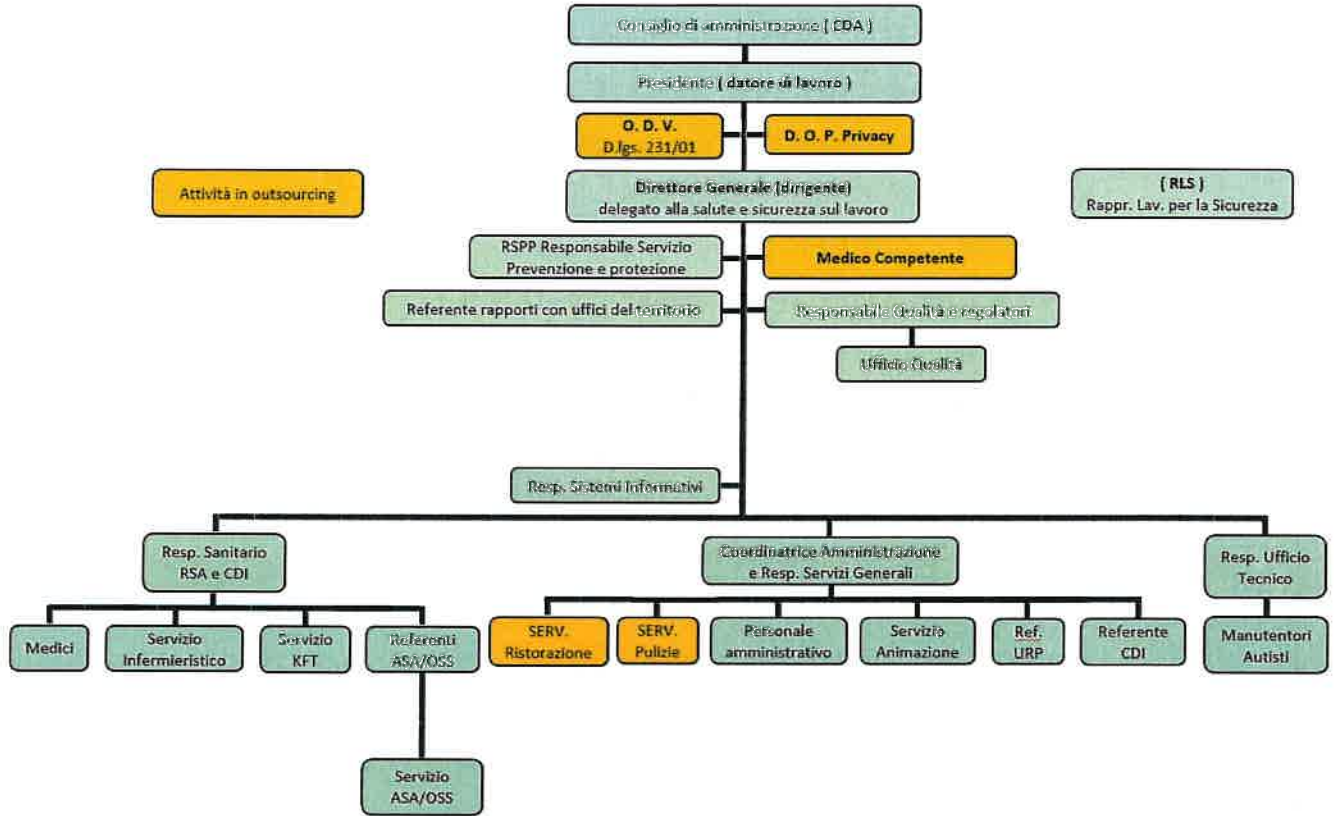 Consiglio di amministrazione ( CDA )
Presidente ( datore di lavoro )
O. D. V.
D.lgs. 231/01
D. O. P. Privacy
Attività in outsourcing
Direttore Generale (dirigente)
delegato alla salute e sicurezza sul lavoro
( RLS )
Rappr. Lav. per la Sicurezza
RSPP Responsabile Servizio
Prevenzione e protezione
Medico Competente
Referente rapporti con uffici del territorio
Responsabile Qualità e regolatori
Ufficio Qualità
Resp. Sistemi Informativi
Resp. Sanitario
RSA e CDI
Coordinatrice Amministrazione
e Resp. Servizi Generali
Resp. Ufficio
Tecnico
Medici
Servizio
Infermieristico
Servizio
KFT
Referenti
ASA/OSS
SERV.
Ristorazione
SERV.
Pulizie
Personale
amministrativo
Servizio
Animazione
Ref.
URP
Referente
CDI
Manutentori
Autisti
Servizio
ASA/OSS